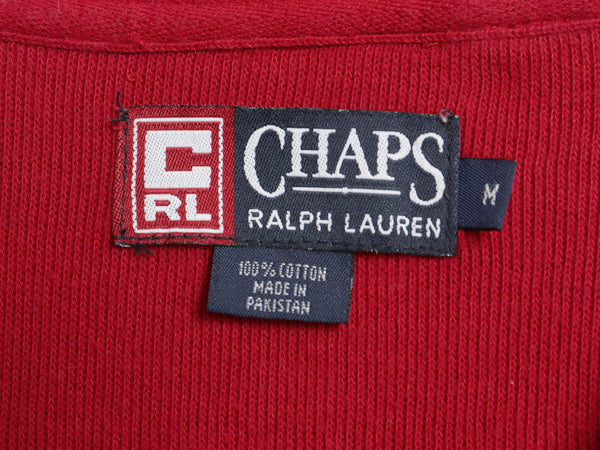 C
RL
CHAPS
RALPH LAUREN
M
100% COTTON
MADE IN
PAKISTAN